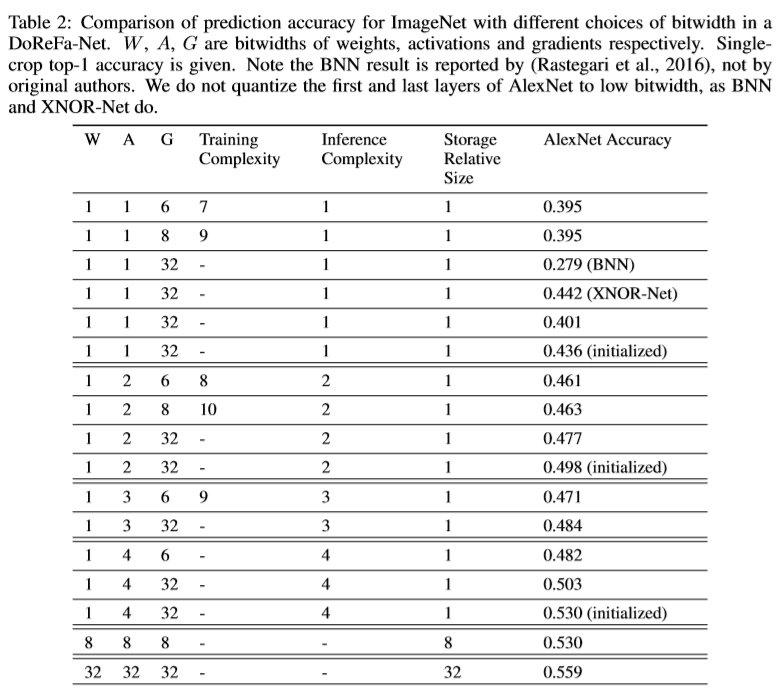 Table 2: Comparison of prediction accuracy for ImageNet with different choices of bitwidth in a
DoReFa-Net. W, A, G are bitwidths of weights, activations and gradients respectively. Single-
crop top-1 accuracy is given. Note the BNN result is reported by (Rastegari et al., 2016), not by
original authors. We do not quantize the first and last layers of AlexNet to low bitwidth, as BNN
and XNOR-Net do.
W A G Training Inference Storage AlexNet Accuracy
Complexity Complexity Relative
Size
1 1 6 7 1 1 0.395
1 1 8 9 1 1 0.395
1 1 32 - 1 1 0.279 (BNN)
1 1 32 - 1 1 0.442 (XNOR-Net)
1 1 32 - 1 1 0.401
1 1 32 - 1 1 0.436 (initialized)
1 2 6 8 2 1 0.461
1 2 8 10 2 1 0.463
1 2 32 - 2 1 0.477
1 2 32 - 2 1 0.498 (initialized)
1 3 6 9 3 1 0.471
1 3 32 - 3 1 0.484
1 4 6 - 4 1 0.482
1 4 32 - 4 1 0.503
1 4 32 - 4 1 0.530 (initialized)
8 8 8 - - 8 0.530
32 32 32 - - 32 0.559